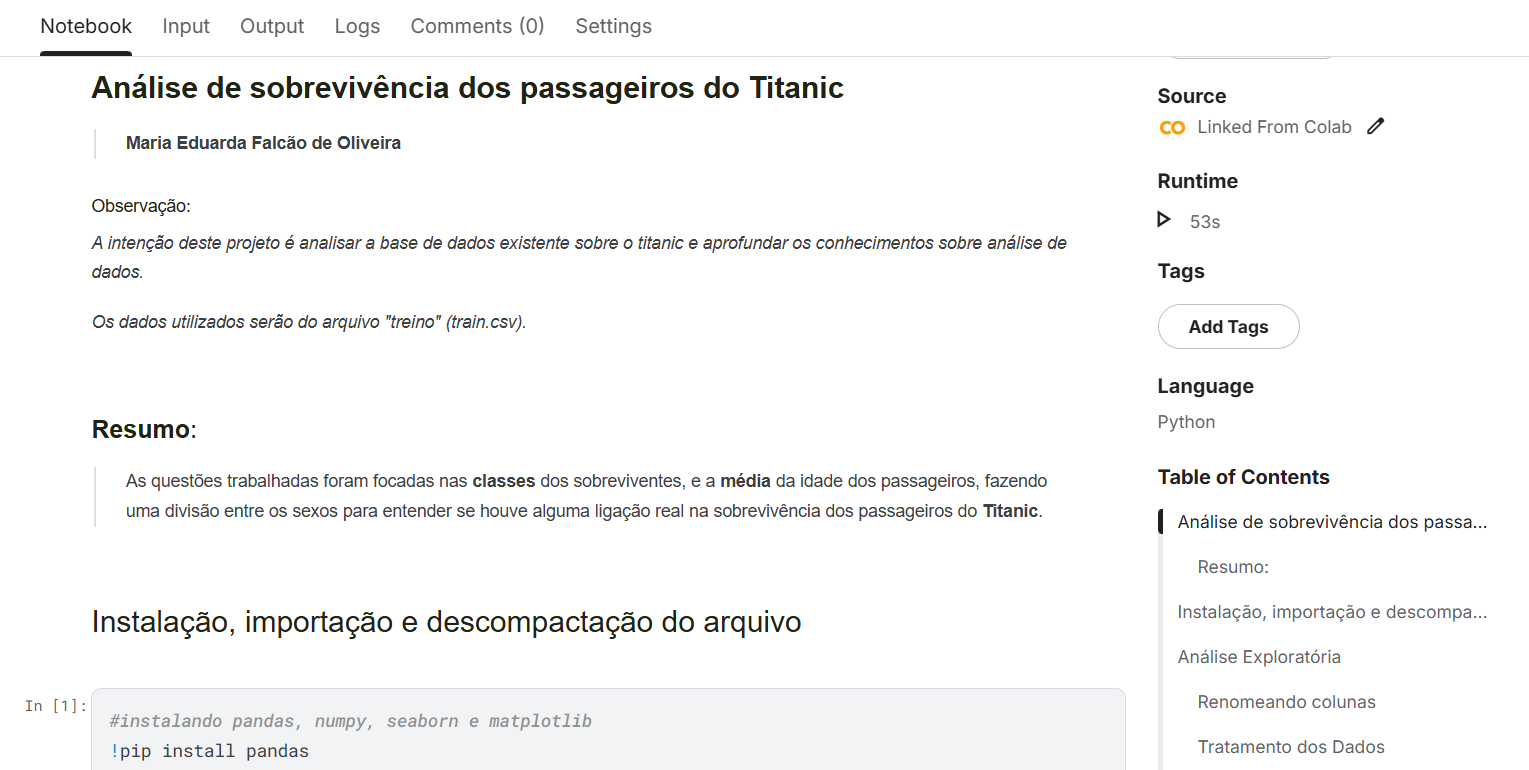 Notebook Input Output Logs Comments (0) Settings
Análise de sobrevivência dos passageiros do Titanic
Maria Eduarda Falcão de Oliveira
Observação:
A intenção deste projeto é analisar a base de dados existente sobre o titanic e aprofundar os conhecimentos sobre análise de
dados.
Os dados utilizados serão do arquivo "treino" (train.csv).
Resumo:
As questões trabalhadas foram focadas nas classes dos sobreviventes, e a média da idade dos passageiros, fazendo
uma divisão entre os sexos para entender se houve alguma ligação real na sobrevivência dos passageiros do Titanic.
Instalação, importação e descompactação do arquivo
In [1]:
#instalando pandas, numpy, seaborn e matplotlib
!pip install pandas
Source
CO Linked From Colab
Runtime
53s
Tags
Add Tags
Language
Python
Table of Contents
Análise de sobrevivência dos passa...
Resumo:
Instalação, importação e descompa...
Análise Exploratória
Renomeando colunas
Tratamento dos Dados